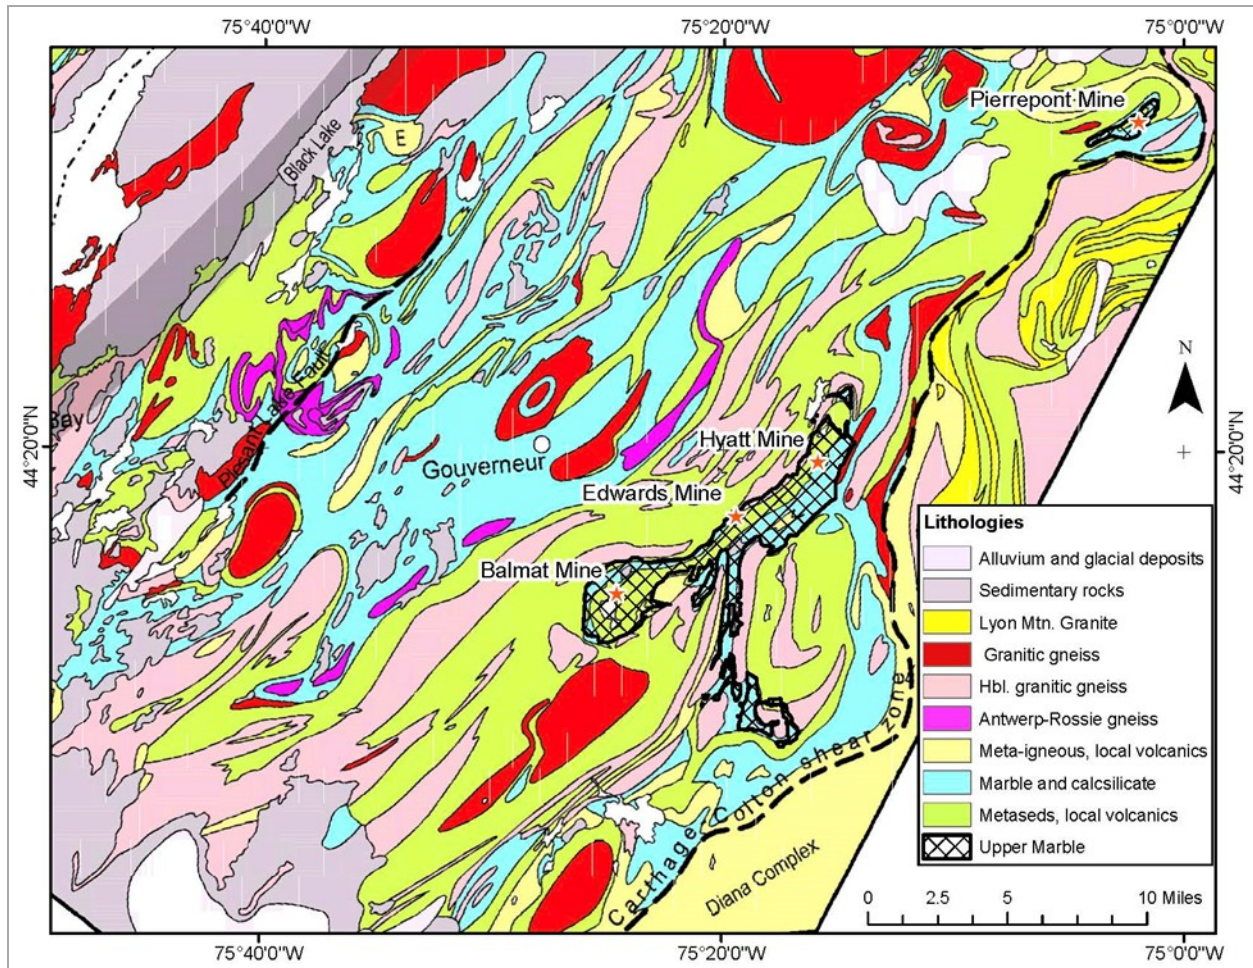 75°40'0"W
75°20'0"W
75°0'0"W
Pierrepont Mine
E
Black Lake
N
Bay
Plesant Lake Fault
Hyatt Mine
44°20'0"N
44°20'0"N
Gouverneur
Edwards Mine
Balmat Mine
Carthage Colton shear zone
Diana Complex
Lithologies
Alluvium and glacial deposits
Sedimentary rocks
Lyon Mtn. Granite
Granitic gneiss
Hbl. granitic gneiss
Antwerp-Rossie gneiss
Meta-igneous, local volcanics
Marble and calcsilicate
Metaseds, local volcanics
Upper Marble
0 2.5 5 10 Miles
75°40'0"W
75°20'0"W
75°0'0"W